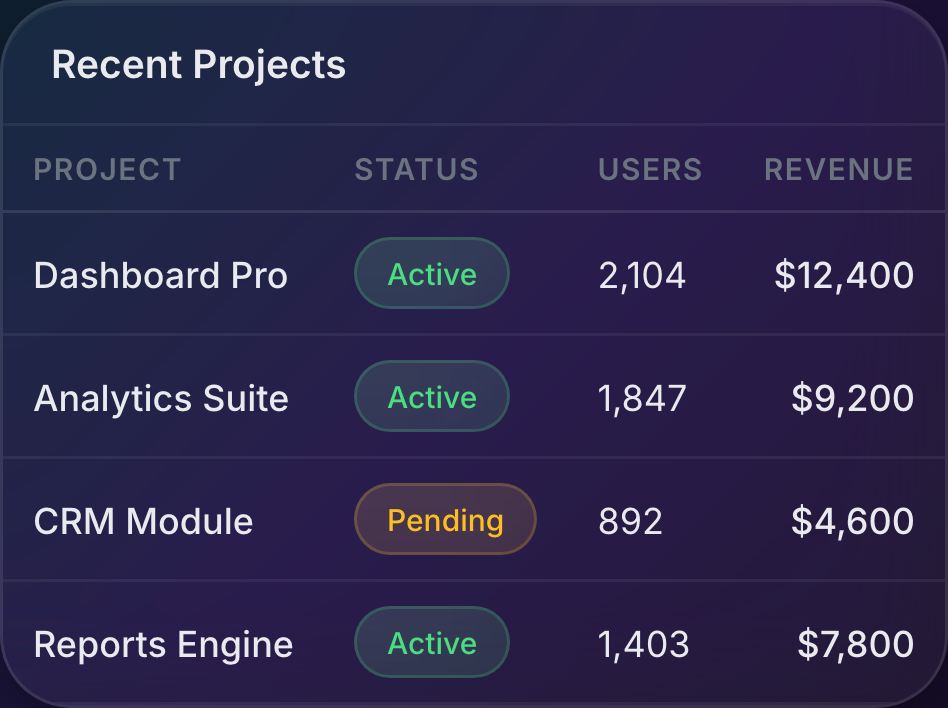 Recent Projects
PROJECT STATUS USERS REVENUE
Dashboard Pro Active 2,104 $12,400
Analytics Suite Active 1,847 $9,200
CRM Module Pending 892 $4,600
Reports Engine Active 1,403 $7,800